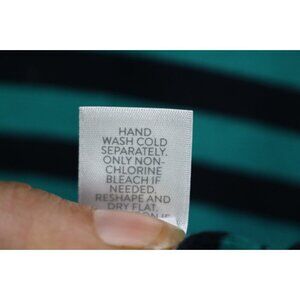 HAND
WASH COLD
SEPARATELY.
ONLY NON-
CHLORINE
BLEACH IF
NEEDED.
RESHAPE AND
DRY FLAT.